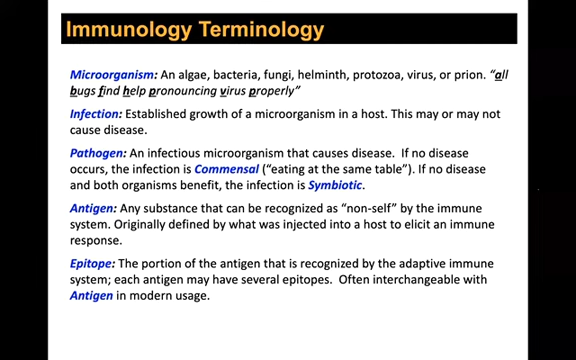 Immunology Terminology
Microorganism: An algae, bacteria, fungi, helminth, protozoa, virus, or prion. “all
bugs find help pronouncing virus properly”
Infection: Established growth of a microorganism in a host. This may or may not
cause disease.
Pathogen: An infectious microorganism that causes disease. If no disease
occurs, the infection is Commensal (“eating at the same table”). If no disease
and both organisms benefit, the infection is Symbiotic.
Antigen: Any substance that can be recognized as “non-self” by the immune
system. Originally defined by what was injected into a host to elicit an immune
response.
Epitope: The portion of the antigen that is recognized by the adaptive immune
system; each antigen may have several epitopes. Often interchangeable with
Antigen in modern usage.